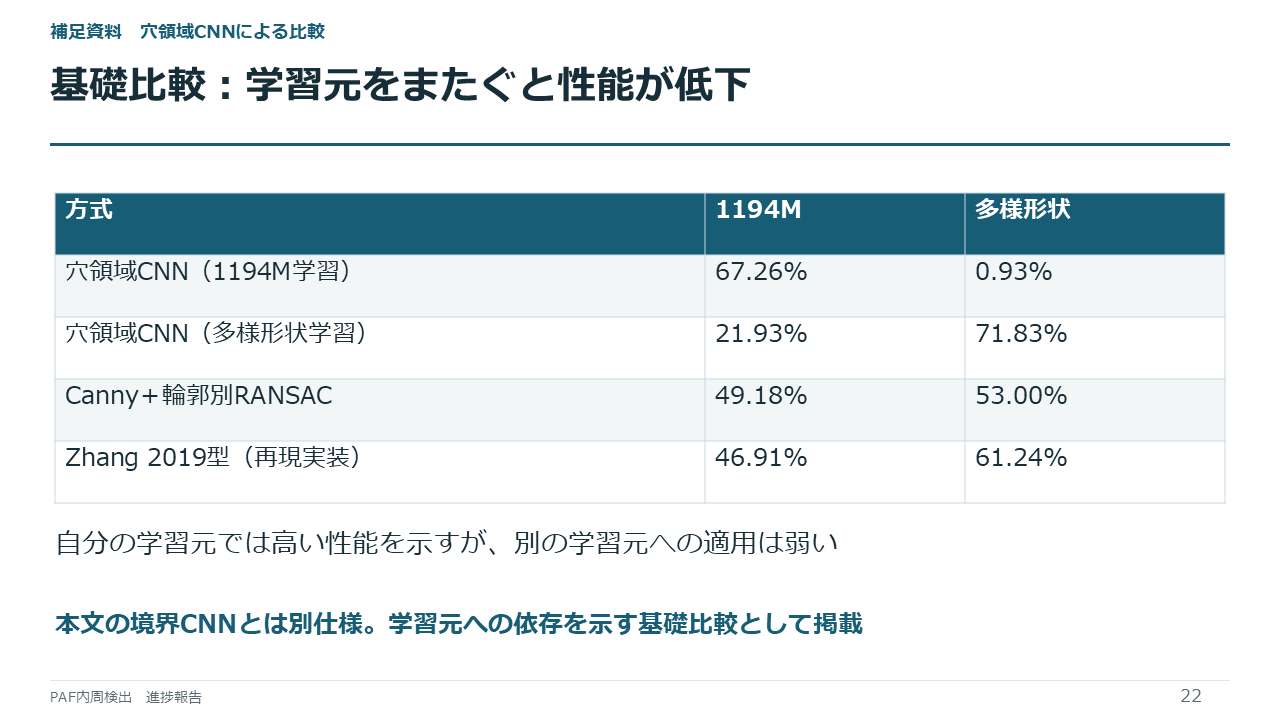 補足資料　穴領域CNNによる比較
基礎比較：学習元をまたぐと性能が低下
方式 1194M 多様形状
穴領域CNN（1194M学習） 67.26% 0.93%
穴領域CNN（多様形状学習） 21.93% 71.83%
Canny＋輪郭別RANSAC 49.18% 53.00%
Zhang 2019型（再現実装） 46.91% 61.24%
自分の学習元では高い性能を示すが、別の学習元への適用は弱い
本文の境界CNNとは別仕様。学習元への依存を示す基礎比較として掲載
PAF内周検出　進捗報告 22